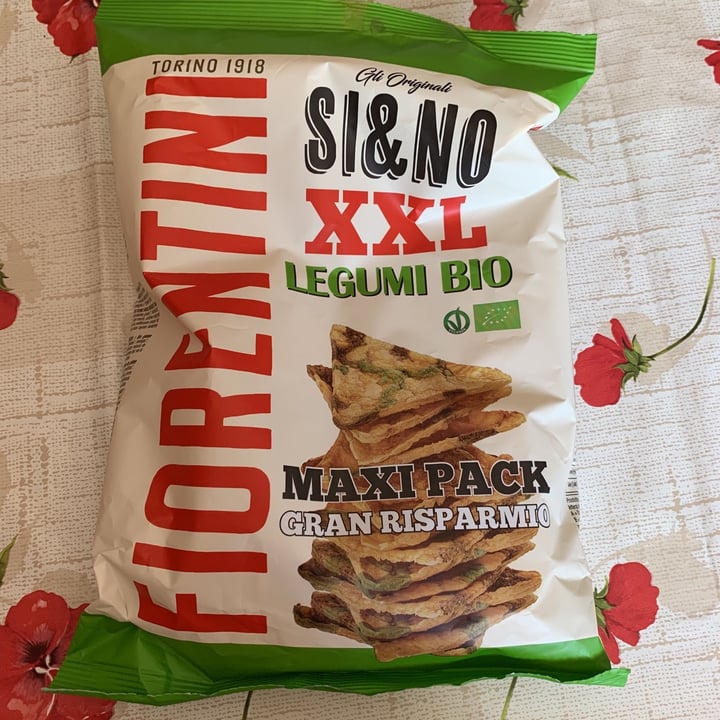 TORINO 1918
FIORENTINI
Gli Originali
SI&NO
XXL
LEGUMI BIO
MAXI PACK
GRAN RISPARMIO